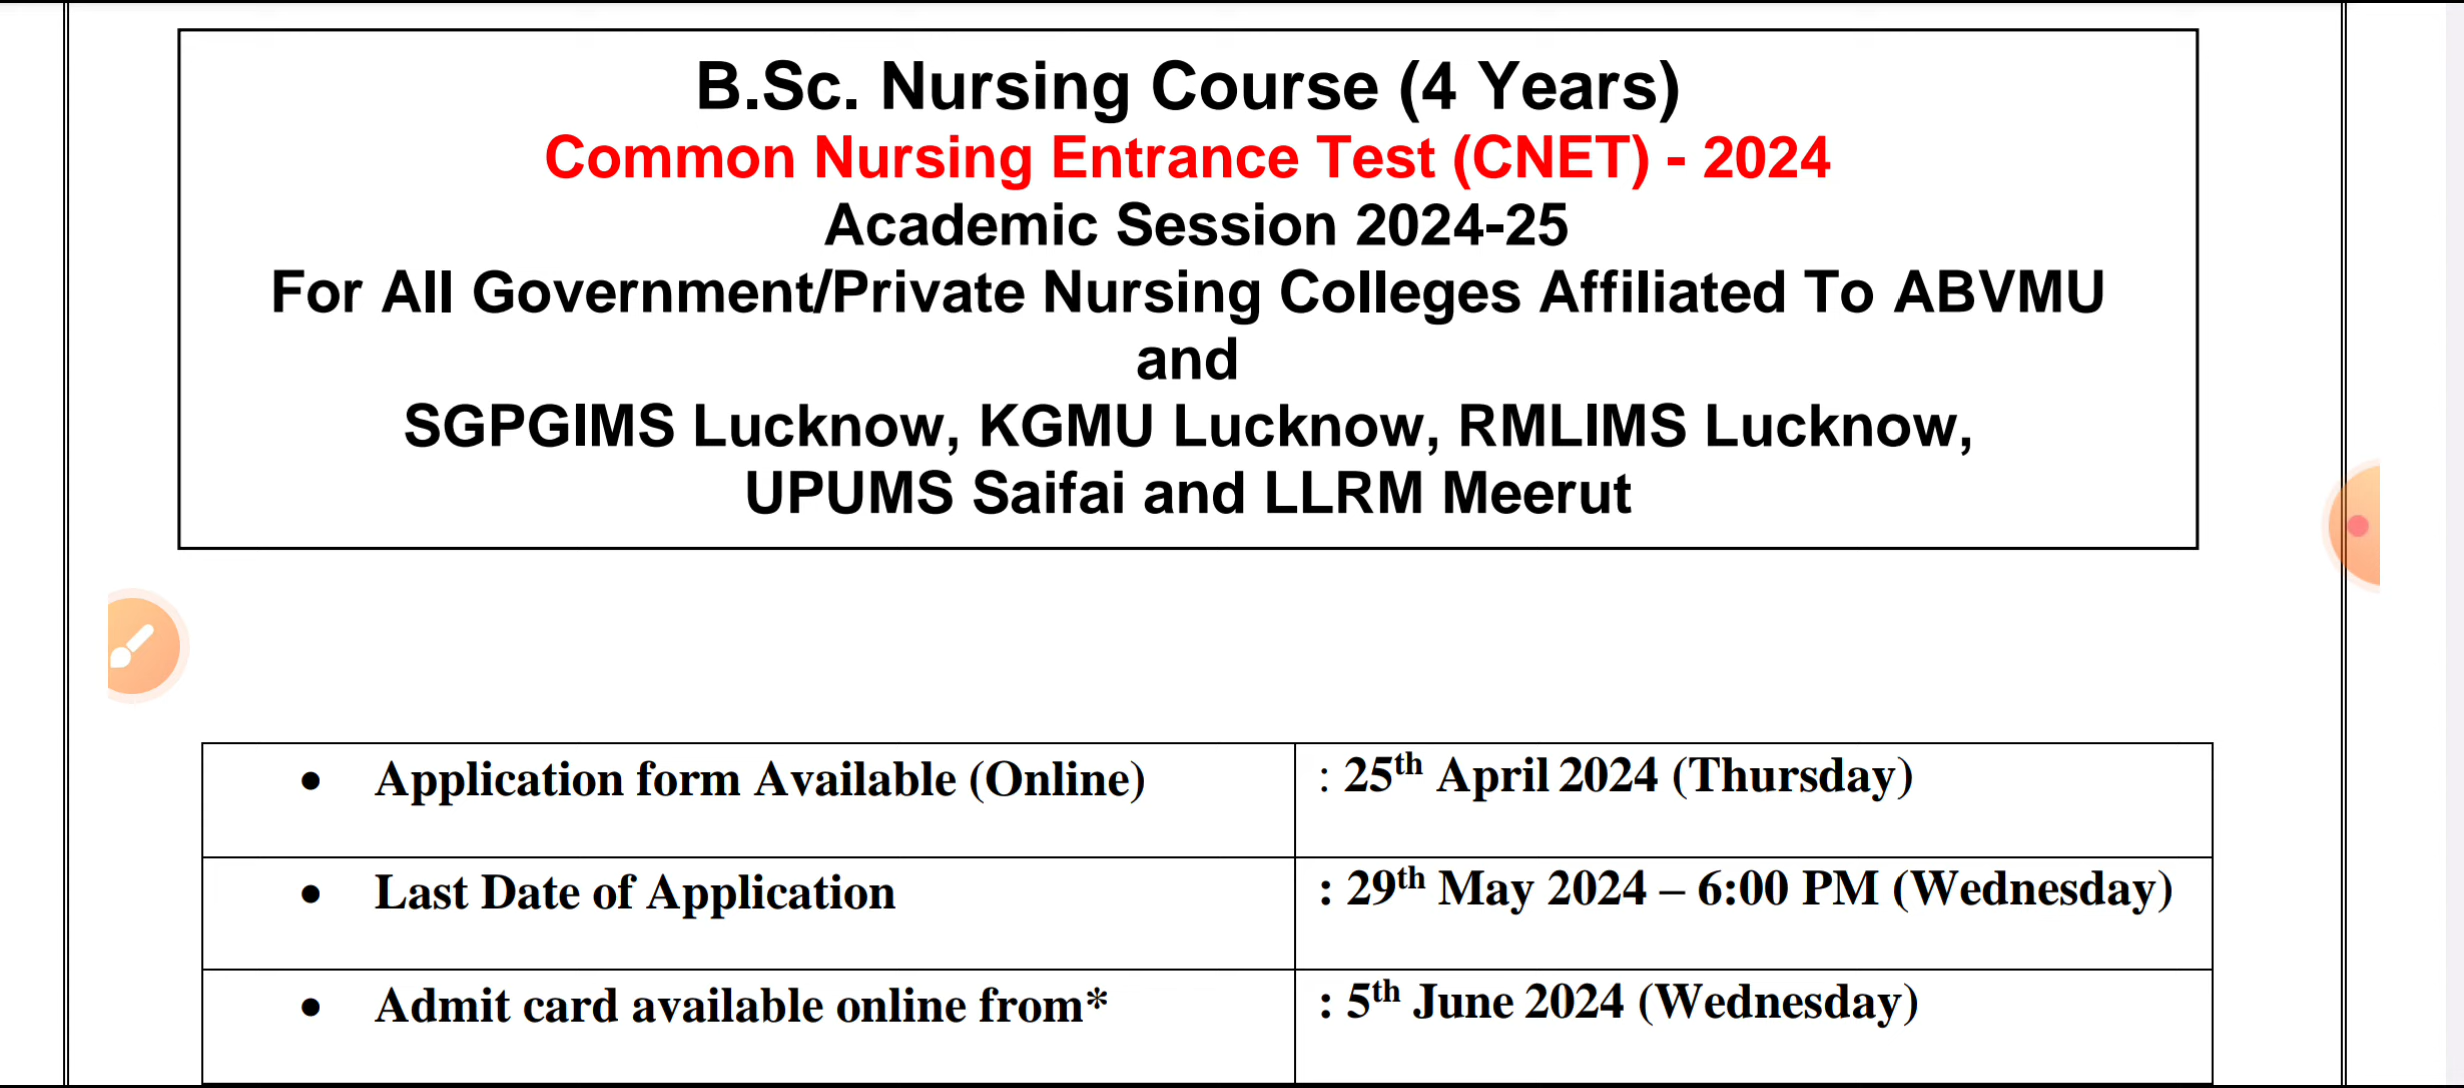 B.Sc. Nursing Course (4 Years)
Common Nursing Entrance Test (CNET) - 2024
Academic Session 2024-25
For All Government/Private Nursing Colleges Affiliated To ABVMU
and
SGPGIMS Lucknow, KGMU Lucknow, RMLIMS Lucknow,
UPUMS Saifai and LLRM Meerut
• Application form Available (Online) : 25th April 2024 (Thursday)
• Last Date of Application : 29th May 2024 – 6:00 PM (Wednesday)
• Admit card available online from* : 5th June 2024 (Wednesday)